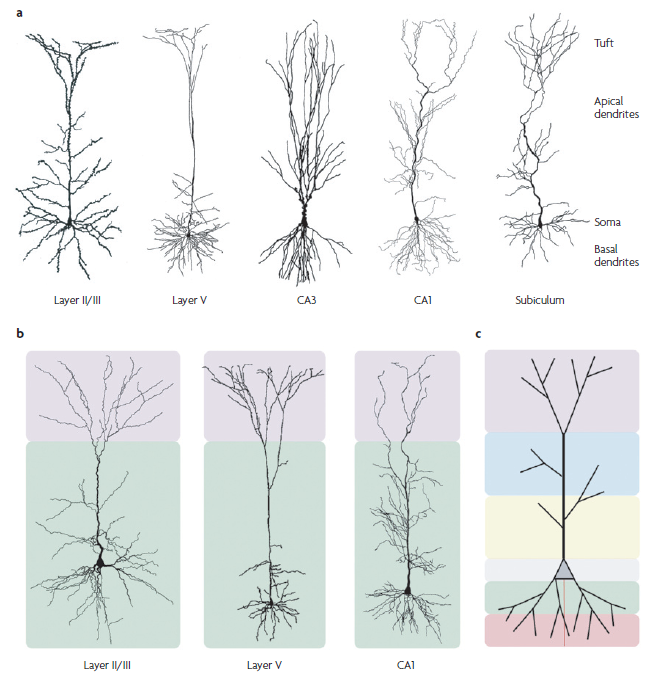 a
Tuft
Apical
dendrites
Soma
Basal
dendrites
Layer II/III
Layer V
CA3
CA1
Subiculum
b
c
Layer II/III
Layer V
CA1